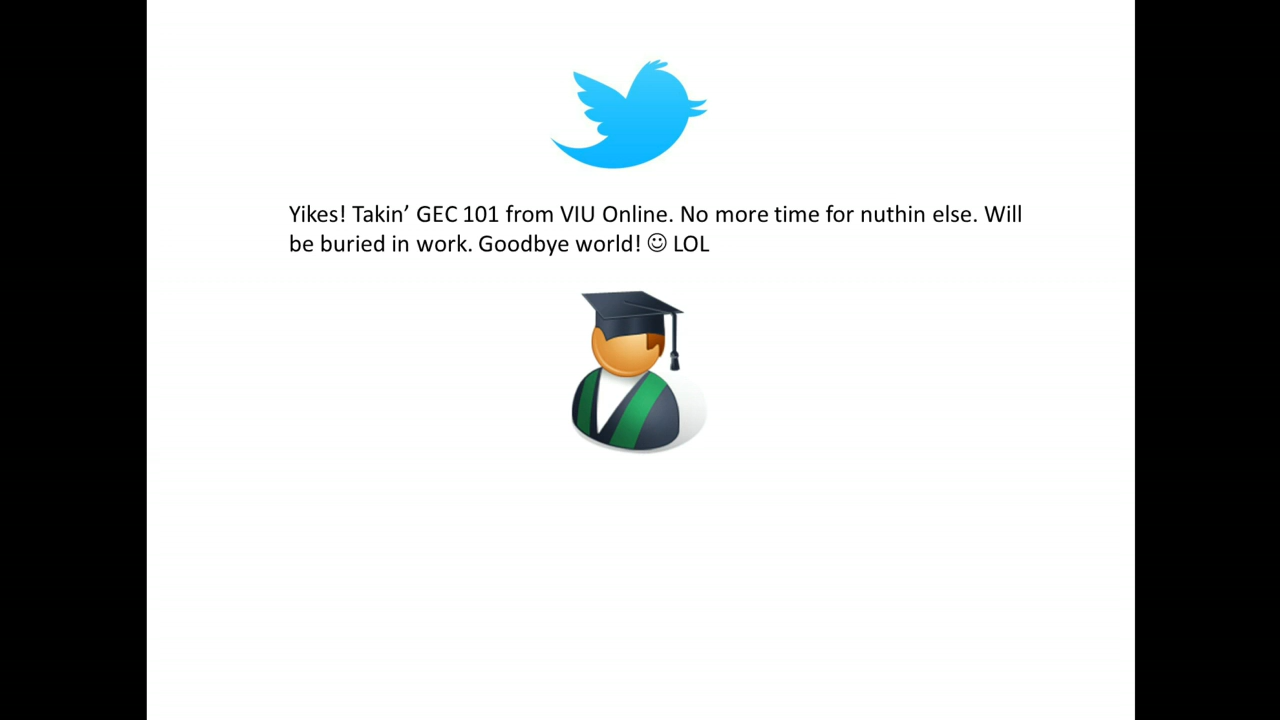 Yikes! Takin’ GEC 101 from VIU Online. No more time for nuthin else. Will
be buried in work. Goodbye world! ☺ LOL